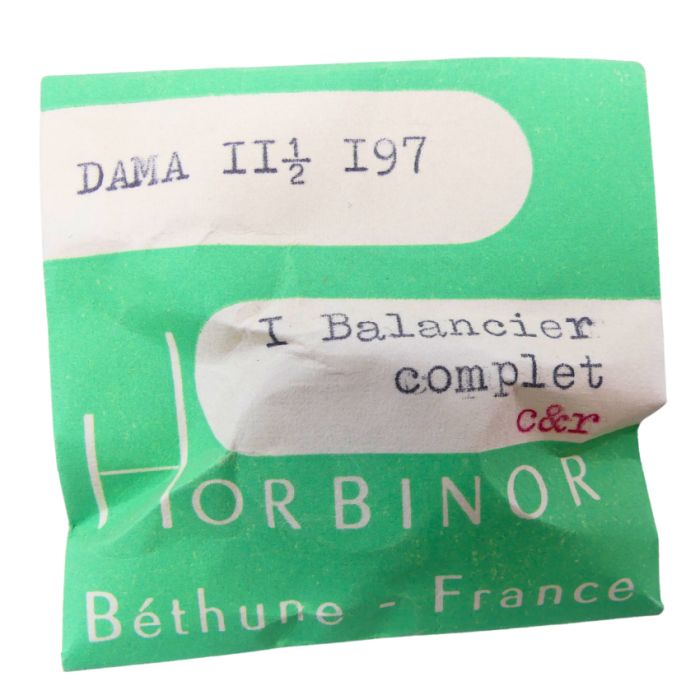 DAMA II½ I97
I Balancier
complet
c&r
HORBINOR
Béthune - France